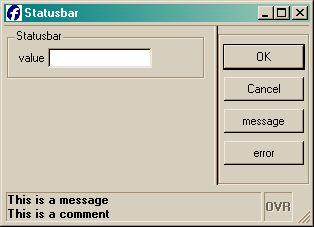 Statusbar
Statusbar
value
OK
Cancel
message
error
This is a message
This is a comment
OVR